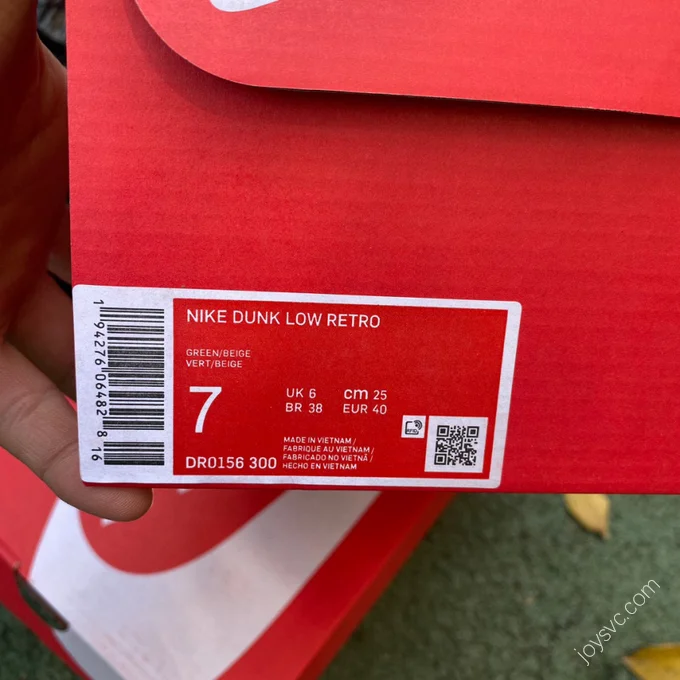 NIKE DUNK LOW RETRO
GREEN/BEIGE
VERT/BEIGE
7
UK 6 cm 25
BR 38 EUR 40
DR0156 300
MADE IN VIETNAM /
FABRIQUE AU VIETNAM /
FABRICADO NO VIETNÃ /
HECHO EN VIETNAM
1 94276 06482 8 16
joysvc.com